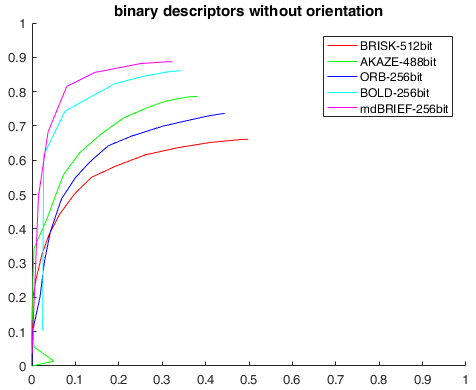 binary descriptors without orientation
BRISK-512bit
AKAZE-488bit
ORB-256bit
BOLD-256bit
mdBRIEF-256bit
1
0.9
0.8
0.7
0.6
0.5
0.4
0.3
0.2
0.1
0
0 0.1 0.2 0.3 0.4 0.5 0.6 0.7 0.8 0.9 1